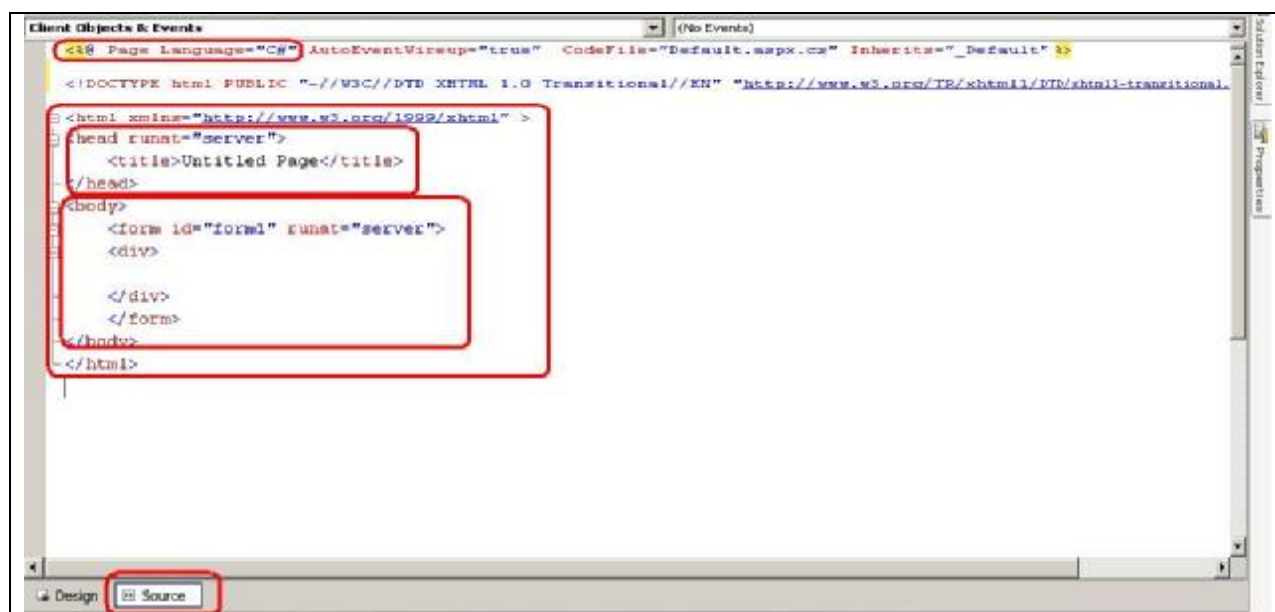 Client Objects & Events
(No Events)
<%@ Page Language="C#" AutoEventWireup="true" CodeFile="Default.aspx.cs" Inherits="_Default" %>
<!DOCTYPE html PUBLIC "-//W3C//DTD XHTML 1.0 Transitional//EN" "http://www.w3.org/TR/xhtml1/DTD/xhtml1-transitional.
<html xmlns="http://www.w3.org/1999/xhtml" >
<head runat="server">
<title>Untitled Page</title>
</head>
<body>
<form id="form1" runat="server">
<div>
</div>
</form>
</body>
</html>
Design
Source
Solution Explorer
Properties